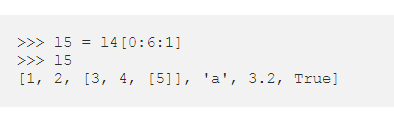 >>> l5 = l4[0:6:1]
>>> l5
[1, 2, [3, 4, [5]], 'a', 3.2, True]